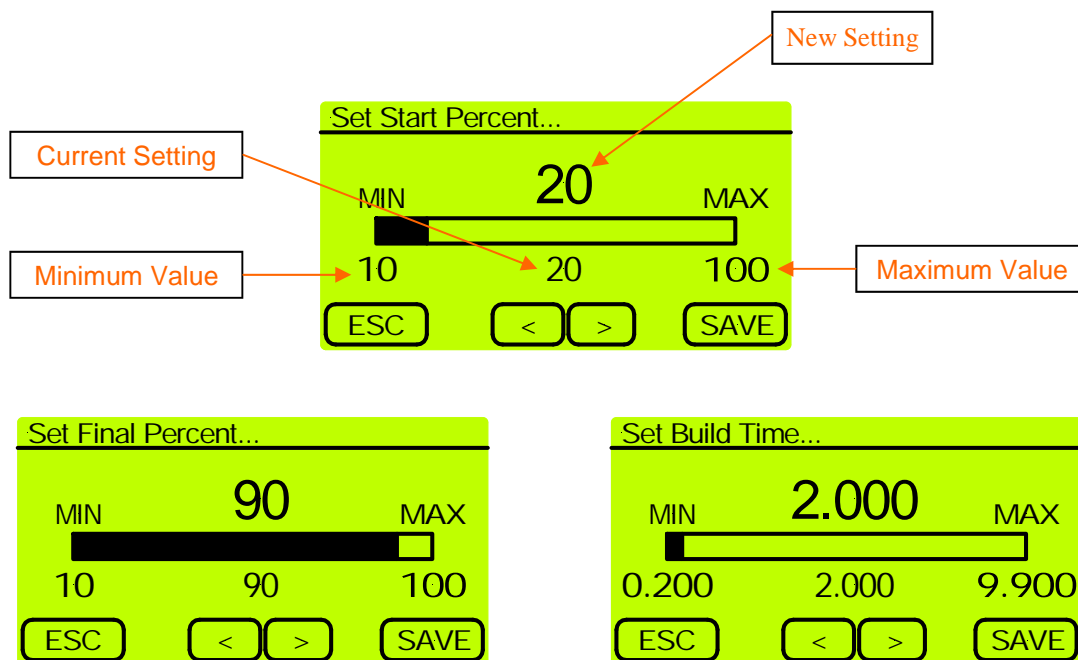 New Setting
Set Start Percent...
Current Setting
20
MIN MAX
Minimum Value
10 20 100
Maximum Value
ESC < > SAVE
Set Final Percent...
90
MIN MAX
10 90 100
ESC < > SAVE
Set Build Time...
2.000
MIN MAX
0.200 2.000 9.900
ESC < > SAVE